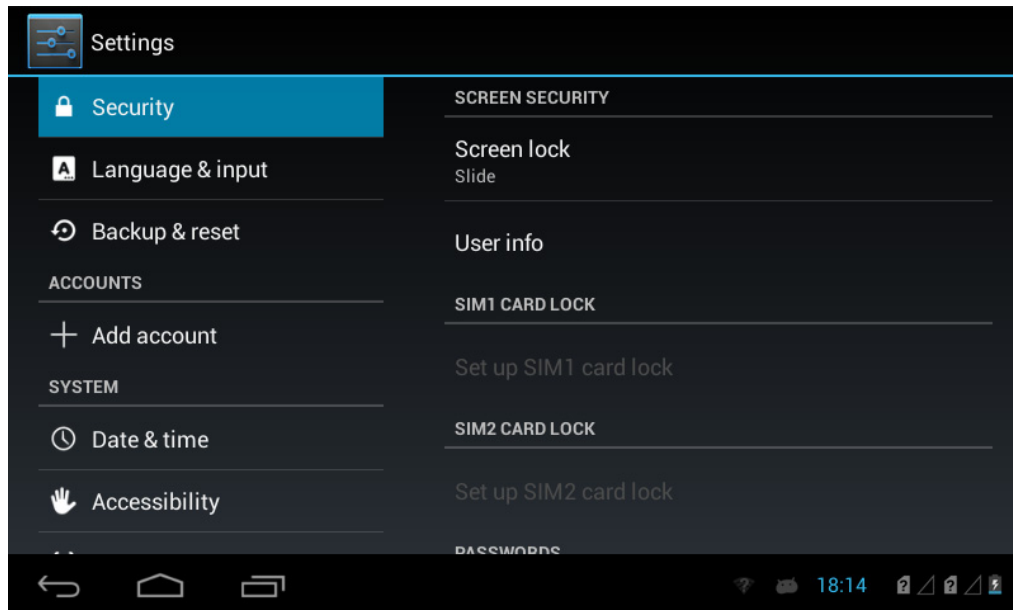 Settings
Security
Language & input
Backup & reset
ACCOUNTS
Add account
SYSTEM
Date & time
Accessibility
SCREEN SECURITY
Screen lock
Slide
User info
SIM1 CARD LOCK
Set up SIM1 card lock
SIM2 CARD LOCK
Set up SIM2 card lock
PASSWORDS
18:14